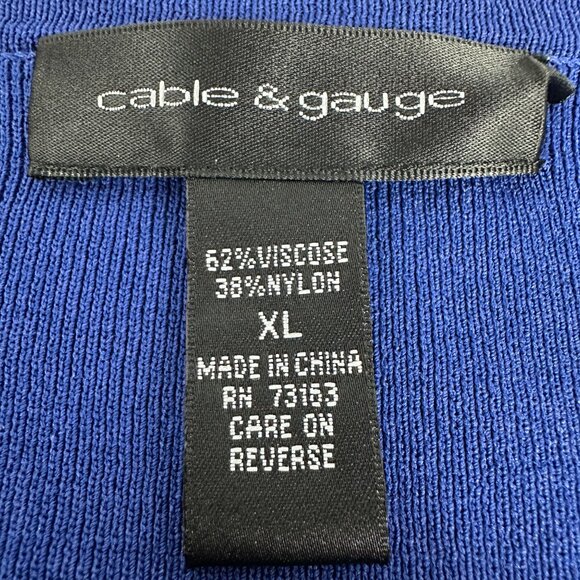 cable & gauge
62%VISCOSE
38%NYLON
XL
MADE IN CHINA
RN 73163
CARE ON
REVERSE